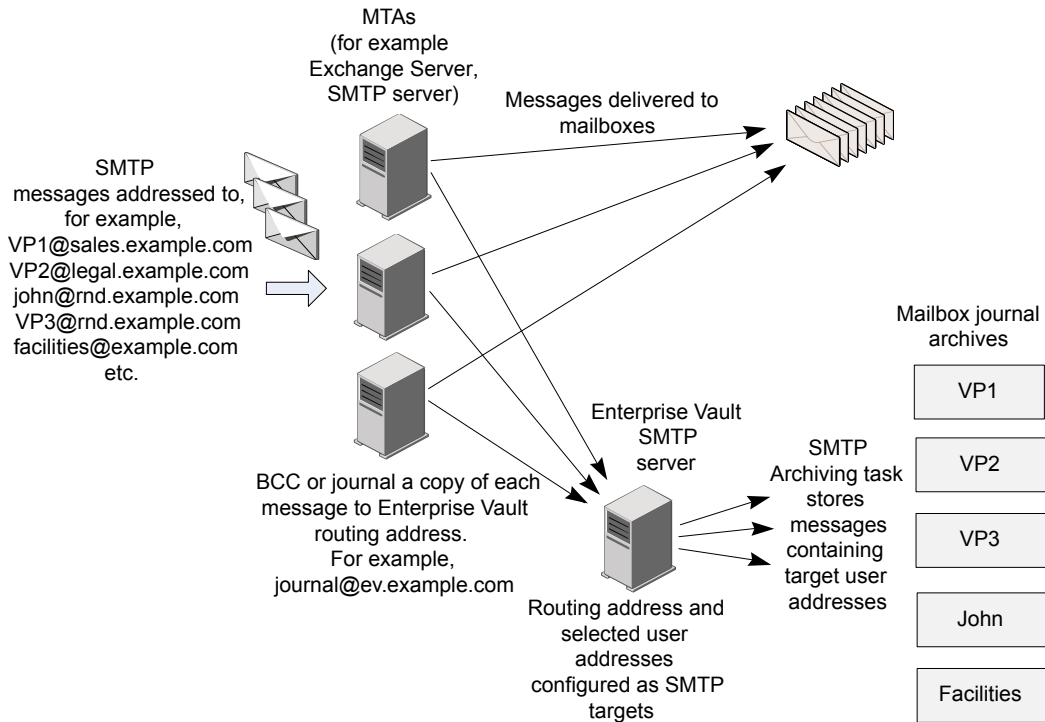 MTAs
(for example
Exchange Server,
SMTP server)
Messages delivered to
mailboxes
SMTP
messages addressed to,
for example,
VP1@sales.example.com
VP2@legal.example.com
john@rnd.example.com
VP3@rnd.example.com
facilities@example.com
etc.
BCC or journal a copy of each
message to Enterprise Vault
routing address.
For example,
journal@ev.example.com
Enterprise Vault
SMTP
server
Routing address and
selected user
addresses
configured as SMTP
targets
SMTP
Archiving task
stores
messages
containing
target user
addresses
Mailbox journal
archives
VP1
VP2
VP3
John
Facilities